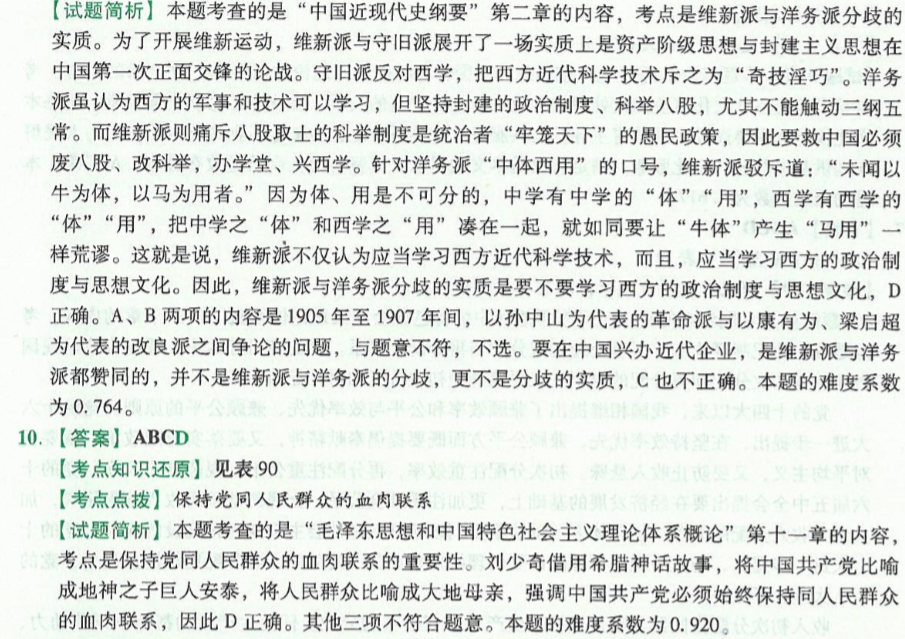 【试题简析】本题考查的是“中国近现代史纲要”第二章的内容，考点是维新派与洋务派分歧的
实质。为了开展维新运动，维新派与守旧派展开了一场实质上是资产阶级思想与封建主义思想在
中国第一次正面交锋的论战。守旧派反对西学，把西方近代科学技术斥之为“奇技淫巧”。洋务
派虽认为西方的军事和技术可以学习，但坚持封建的政治制度、科举八股，尤其不能触动三纲五
常。而维新派则痛斥八股取士的科举制度是统治者“牢笼天下”的愚民政策，因此要救中国必须
废八股、改科举、办学堂、兴西学。针对洋务派“中体西用”的口号，维新派驳斥道：“未闻以
牛为体，以马为用者。”因为体、用是不可分的，中学有中学的“体”“用”，西学有西学的
“体”“用”，把中学之“体”和西学之“用”凑在一起，就如同要让“牛体”产生“马用”一
样荒谬。这就是说，维新派不仅认为应当学习西方近代科学技术，而且，应当学习西方的政治制
度与思想文化。因此，维新派与洋务派分歧的实质是要不要学习西方的政治制度与思想文化，D
正确。A、B两项的内容是1905年至1907年间，以孙中山为代表的革命派与以康有为、梁启超
为代表的改良派之间争论的问题，与题意不符，不选。要在中国兴办近代企业，是维新派与洋务
派都赞同的，并不是维新派与洋务派的分歧，更不是分歧的实质，C也不正确。本题的难度系数
为0.764。
10.【答案】ABCD
【考点知识还原】见表90
【考点点拨】保持党同人民群众的血肉联系
【试题简析】本题考查的是“毛泽东思想和中国特色社会主义理论体系概论”第十一章的内容，
考点是保持党同人民群众的血肉联系的重要性。刘少奇借用希腊神话故事，将中国共产党比喻
成地神之子巨人安泰，将人民群众比喻成大地母亲，强调中国共产党必须始终保持同人民群众
的血肉联系，因此D正确。其他三项不符合题意。本题的难度系数为0.920。